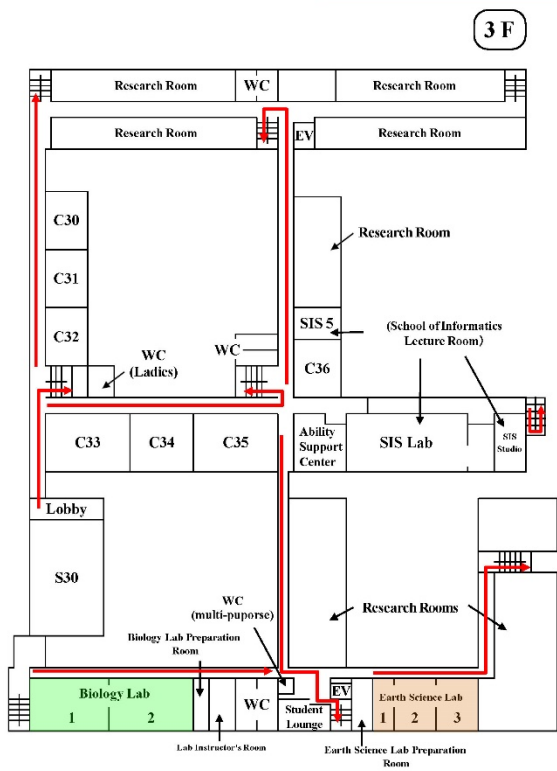 3 F
Research Room
WC
Research Room
Research Room
EV
Research Room
C30
Research Room
C31
SIS 5
(School of Informatics
Lecture Room)
C32
WC
WC
(Ladies)
C36
C33
C34
C35
Ability
Support
Center
SIS Lab
SIS
Studio
Lobby
S30
WC
(multi-puporse)
Research Rooms
Biology Lab Preparation
Room
Biology Lab
1
2
WC
Student
Lounge
EV
Earth Science Lab
1
2
3
Lab Instructor's Room
Earth Science Lab Preparation
Room